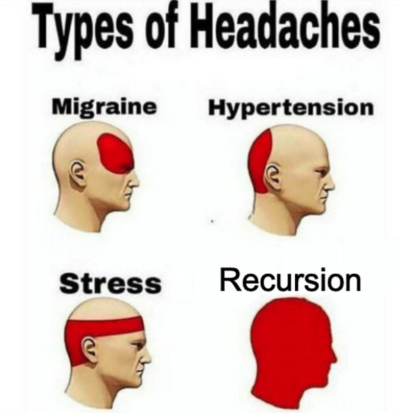 Types of Headaches
Migraine
Hypertension
Stress
Recursion